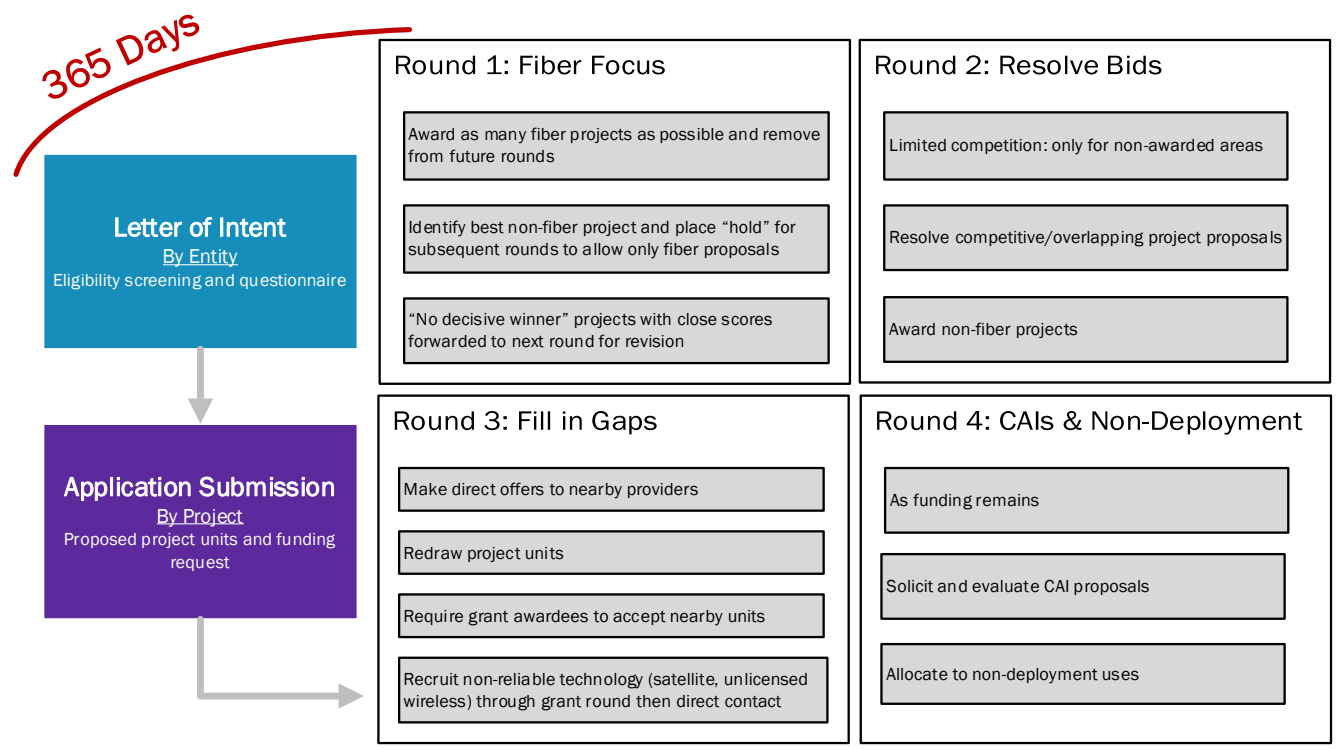 365 Days
Letter of Intent
By Entity
Eligibility screening and questionnaire
Application Submission
By Project
Proposed project units and funding
request
Round 1: Fiber Focus
Award as many fiber projects as possible and remove
from future rounds
Identify best non-fiber project and place “hold” for
subsequent rounds to allow only fiber proposals
“No decisive winner” projects with close scores
forwarded to next round for revision
Round 2: Resolve Bids
Limited competition: only for non-awarded areas
Resolve competitive/overlapping project proposals
Award non-fiber projects
Round 3: Fill in Gaps
Make direct offers to nearby providers
Redraw project units
Require grant awardees to accept nearby units
Recruit non-reliable technology (satellite, unlicensed
wireless) through grant round then direct contact
Round 4: CAIs & Non-Deployment
As funding remains
Solicit and evaluate CAI proposals
Allocate to non-deployment uses